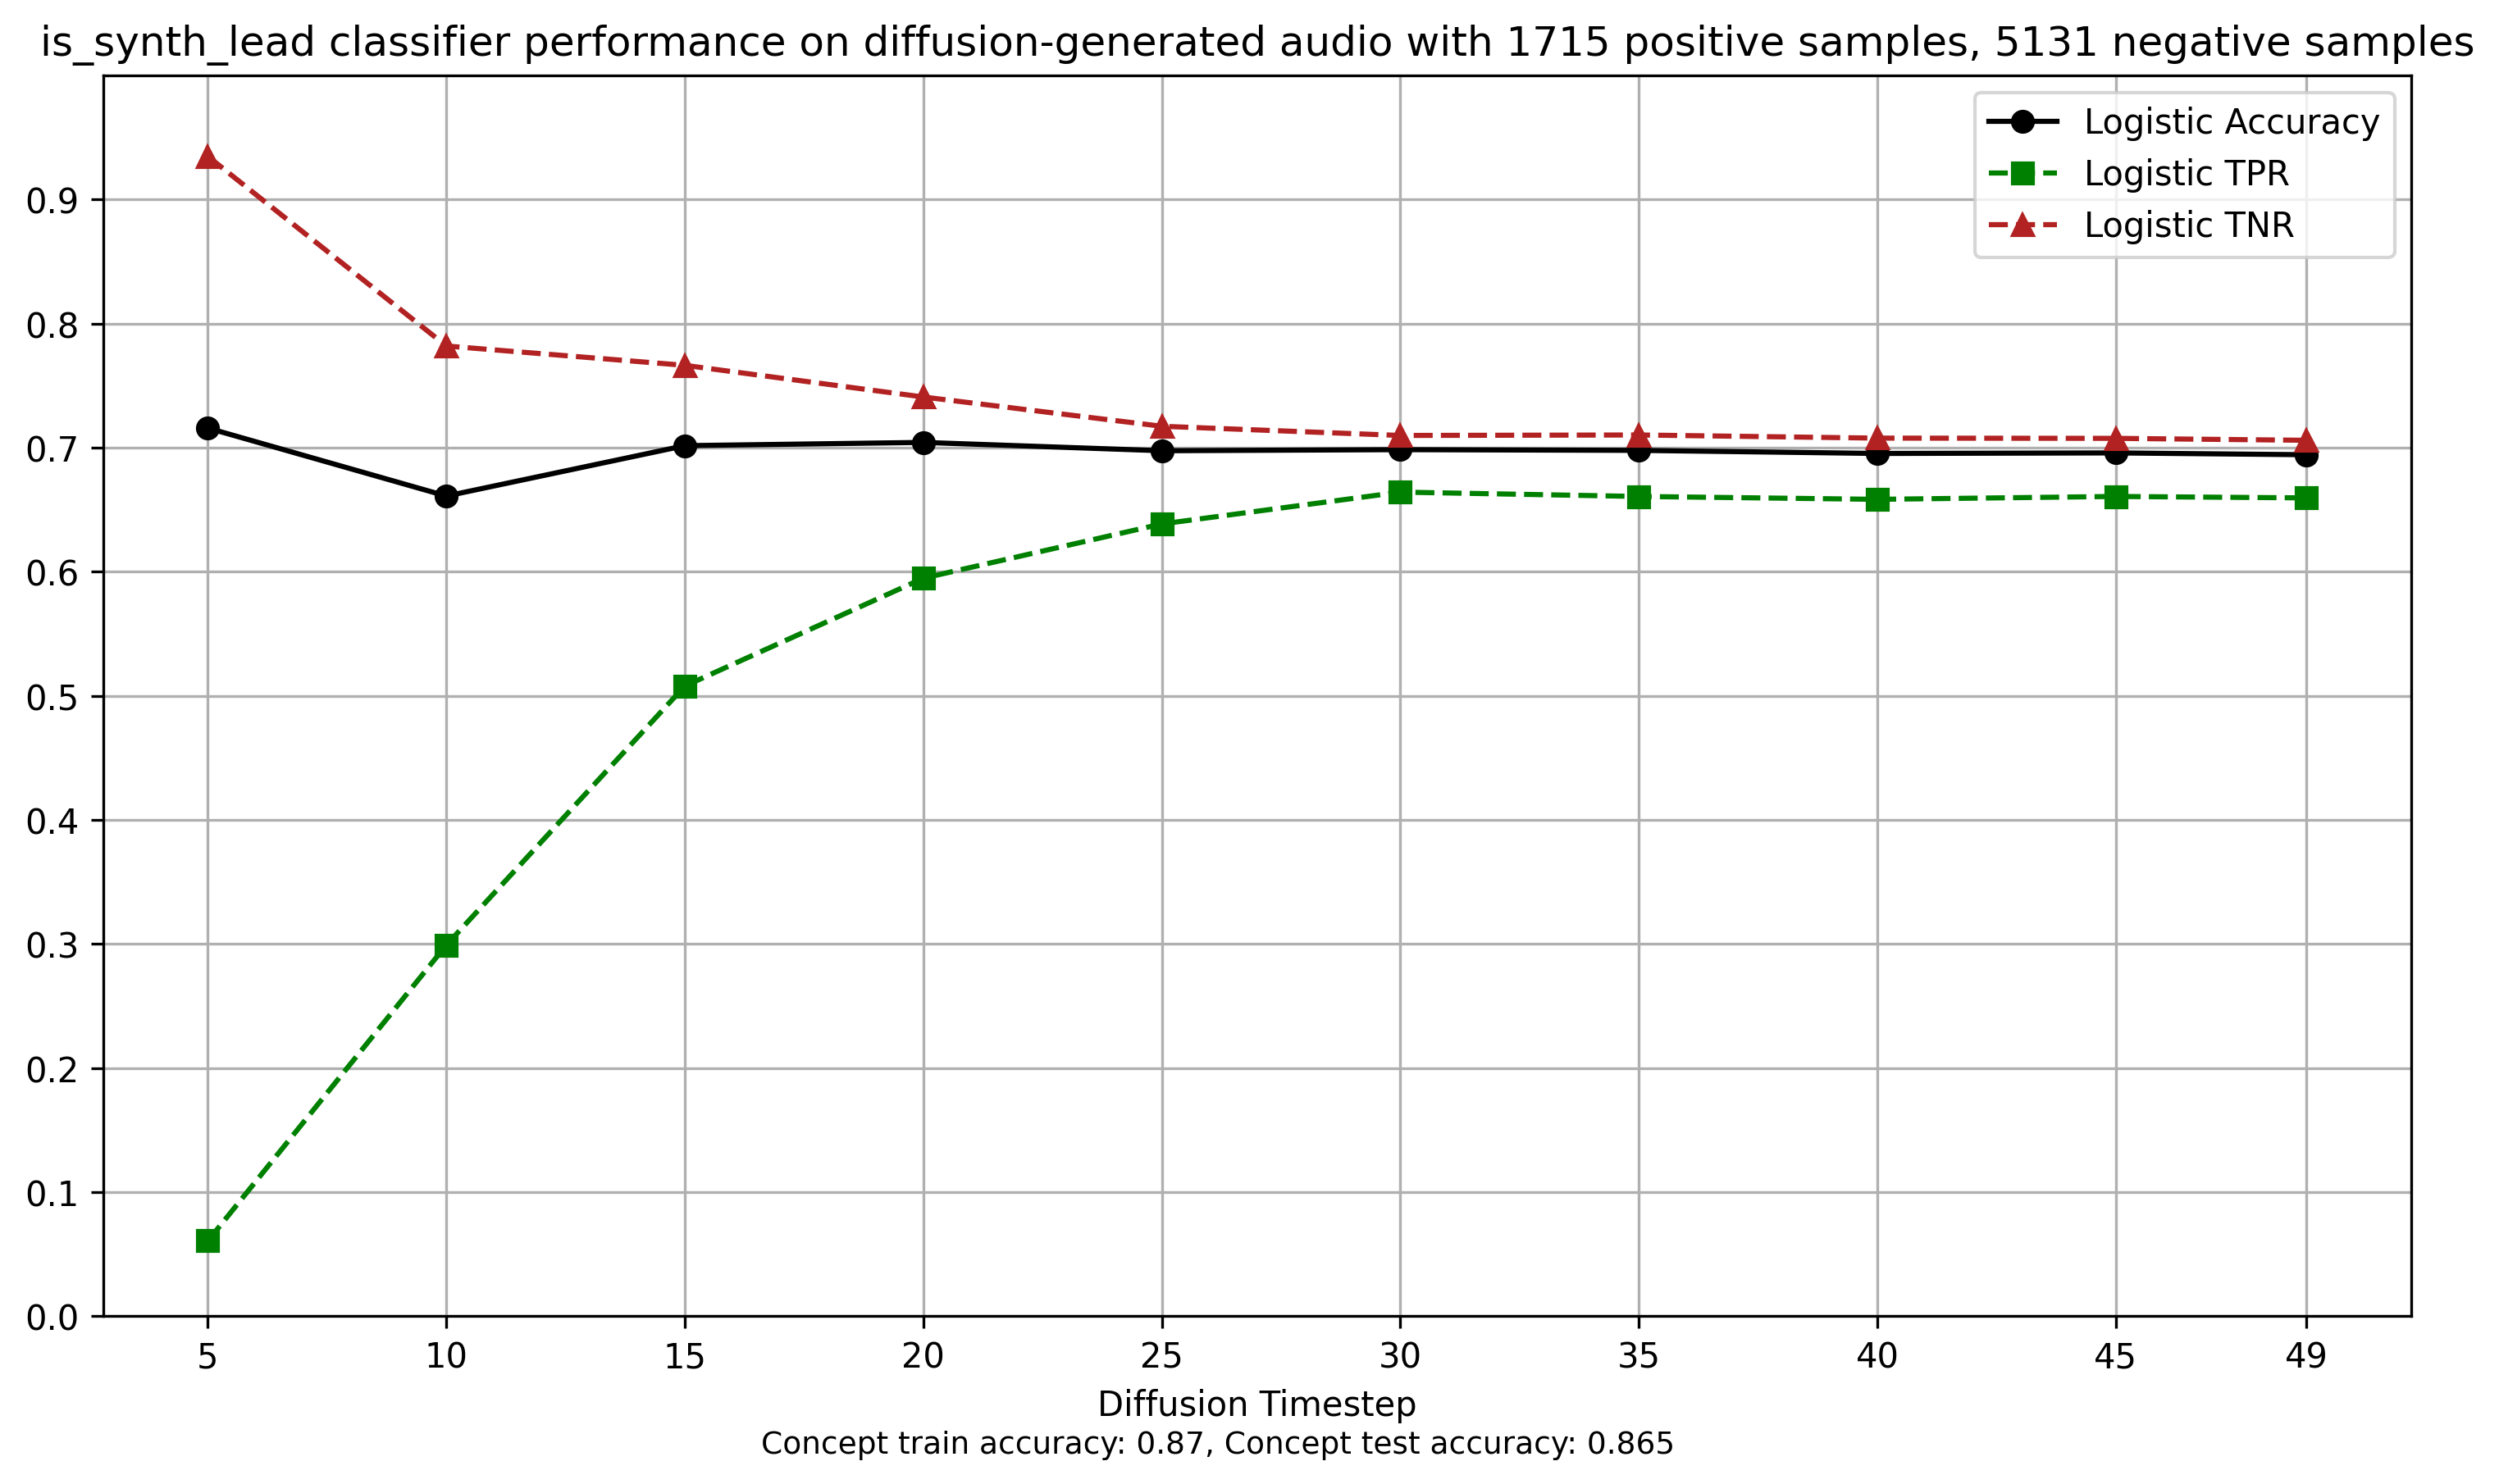 is_synth_lead classifier performance on diffusion-generated audio with 1715 positive samples, 5131 negative samples
Logistic Accuracy
Logistic TPR
Logistic TNR
0.9
0.8
0.7
0.6
0.5
0.4
0.3
0.2
0.1
0.0
5 10 15 20 25 30 35 40 45 49
Diffusion Timestep
Concept train accuracy: 0.87, Concept test accuracy: 0.865